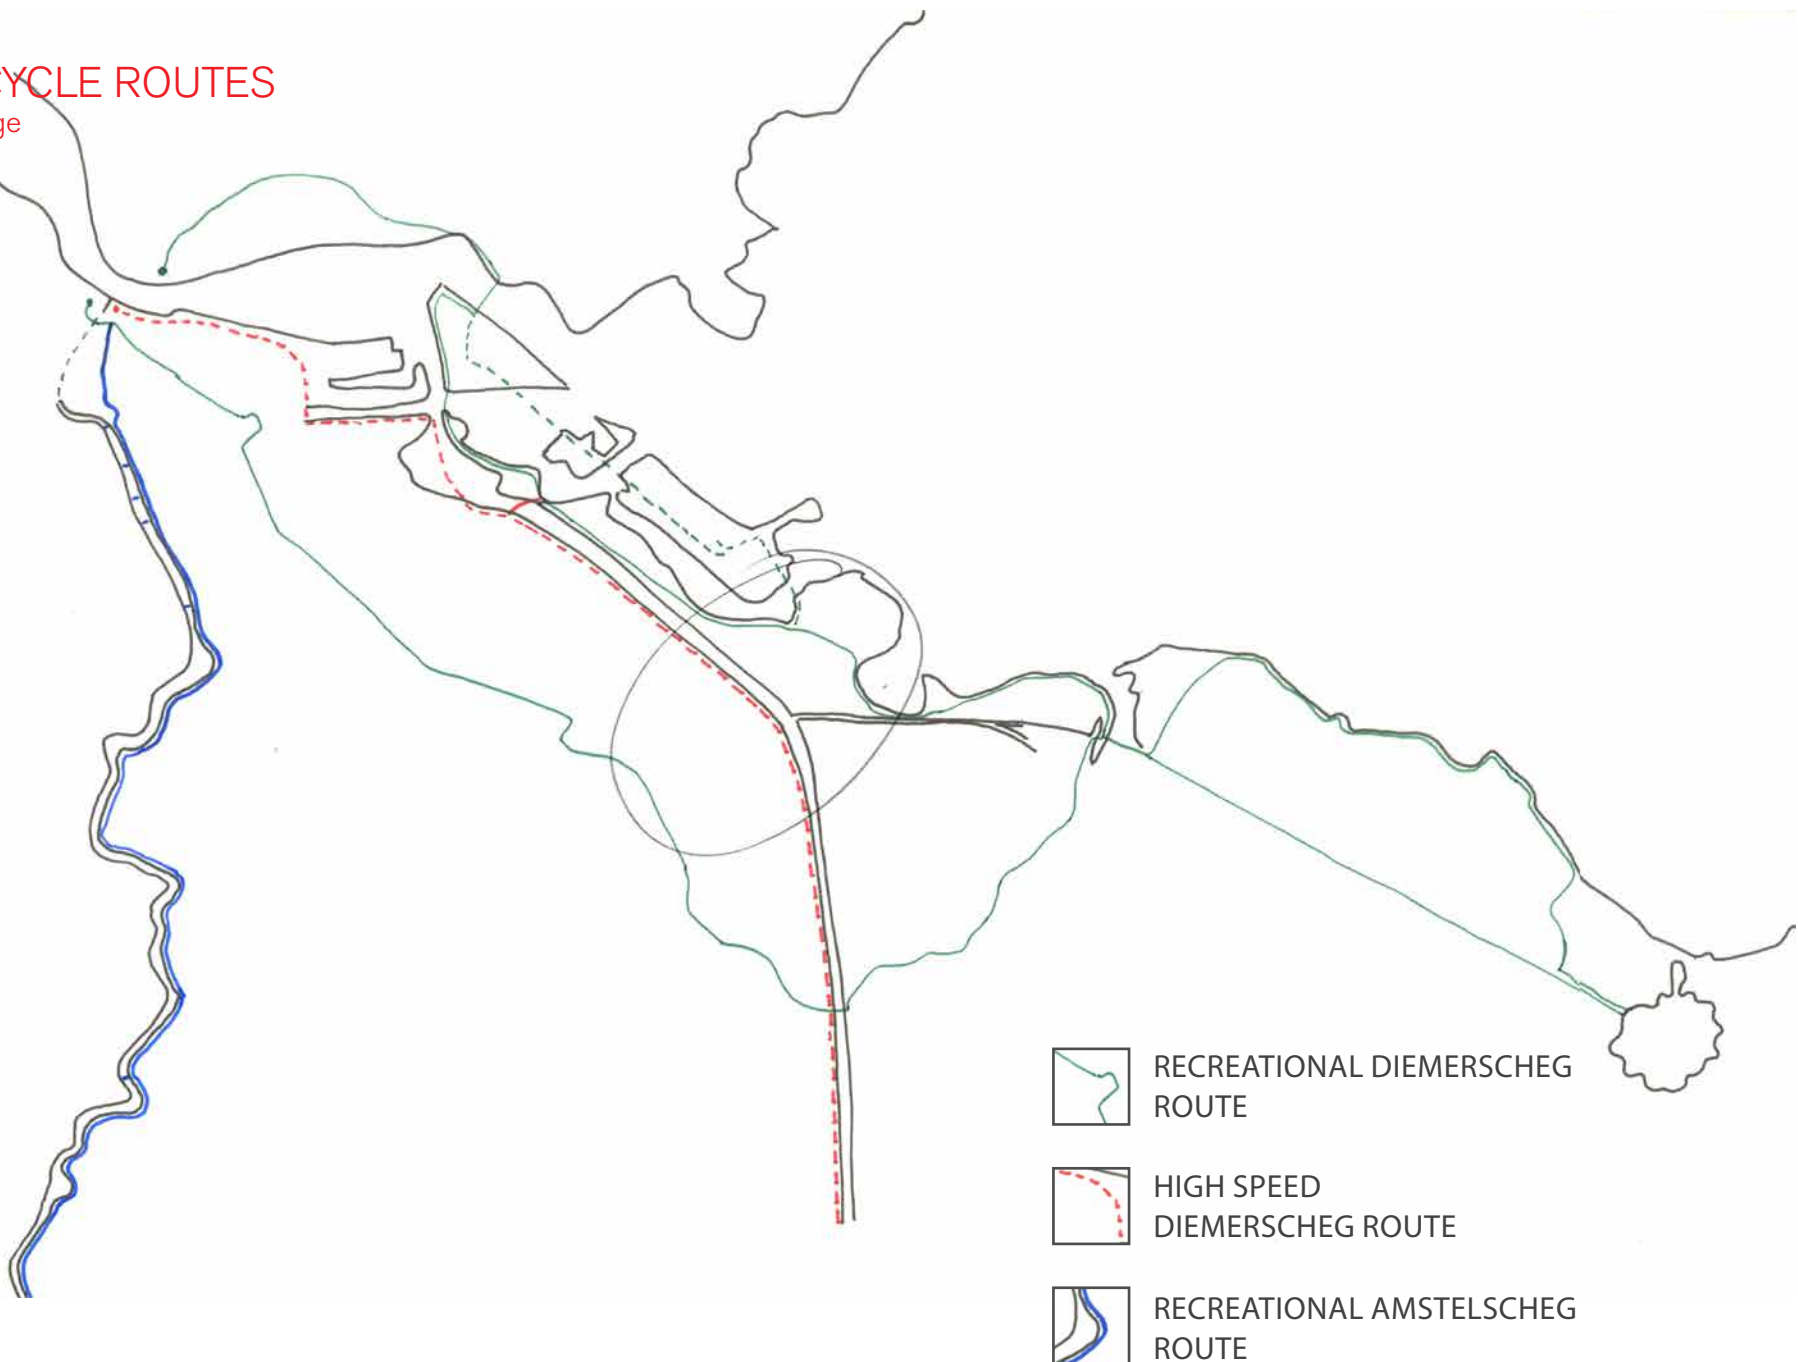 YCLE ROUTES
ge
RECREATIONAL DIEMERSCHEG
ROUTE
HIGH SPEED
DIEMERSCHEG ROUTE
RECREATIONAL AMSTELSCHEG
ROUTE